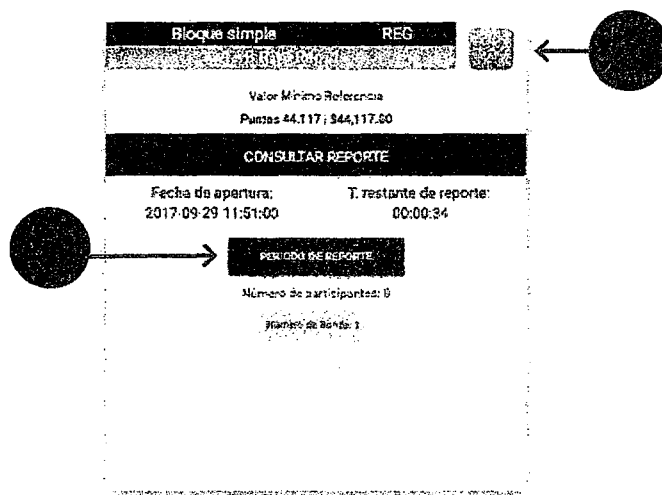 Bloque simple REG
Valor Mínimo Referencia
Puntos 44,117 | $44,117.00
CONSULTAR REPORTE
Fecha de apertura: T. restante de reporte:
2017-09-29 11:51:00 00:00:34
PERIODO DE REPORTE
Número de participantes: 0
Número de Ronda: 1